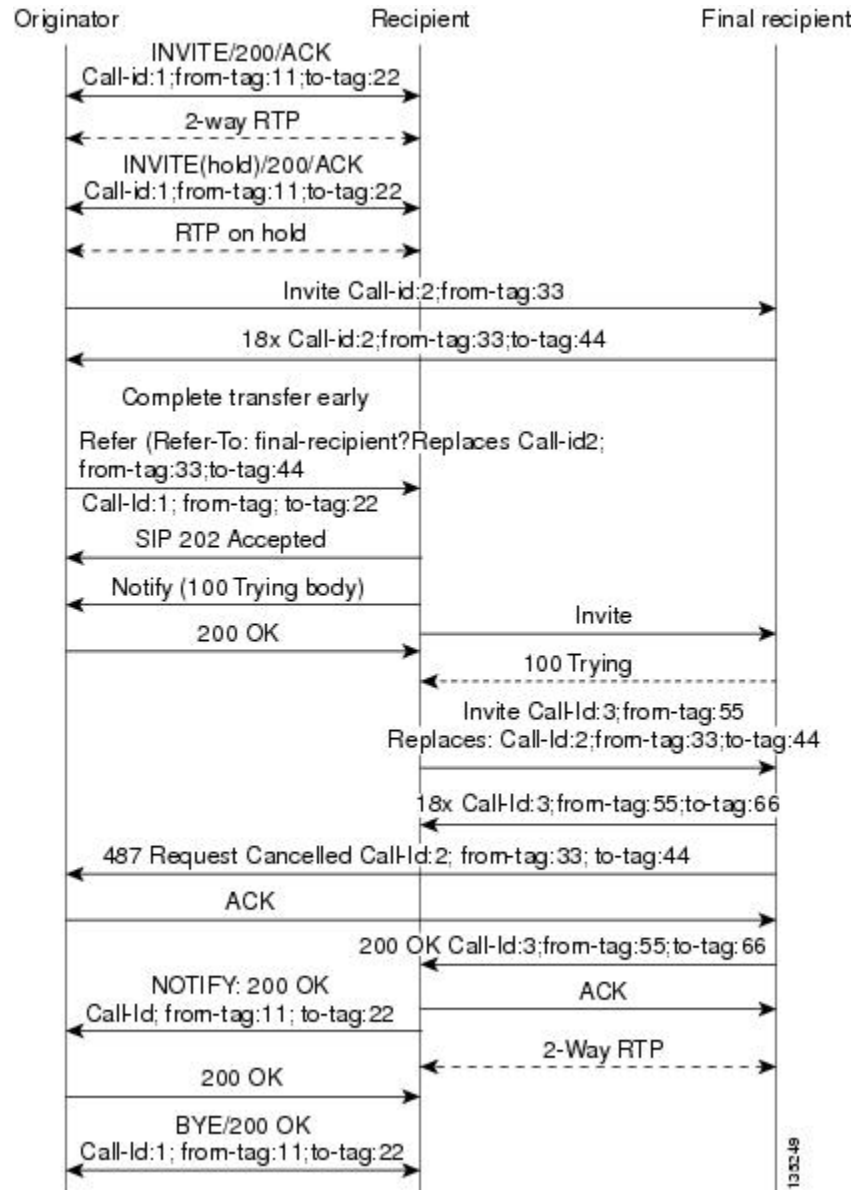 Originator Recipient Final recipient
INVITE/200/ACK
Call-id:1;from-tag:11;to-tag:22
2-way RTP
INVITE(hold)/200/ACK
Call-id:1;from-tag:11;to-tag:22
RTP on hold
Invite Call-id:2;from-tag:33
18x Call-id:2;from-tag:33;to-tag:44
Complete transfer early
Refer (Refer-To: final-recipient?Replaces Call-id2;
from-tag:33;to-tag:44
Call-Id:1; from-tag; to-tag:22
SIP 202 Accepted
Notify (100 Trying body)
Invite
200 OK
100 Trying
Invite Call-Id:3;from-tag:55
Replaces: Call-Id:2;from-tag:33;to-tag:44
18x Call-Id:3;from-tag:55;to-tag:66
487 Request Cancelled Call-Id:2; from-tag:33; to-tag:44
ACK
200 OK Call-Id:3;from-tag:55;to-tag:66
NOTIFY: 200 OK
Call-Id; from-tag:11; to-tag:22
ACK
2-Way RTP
200 OK
BYE/200 OK
Call-Id:1; from-tag:11;to-tag:22
135249